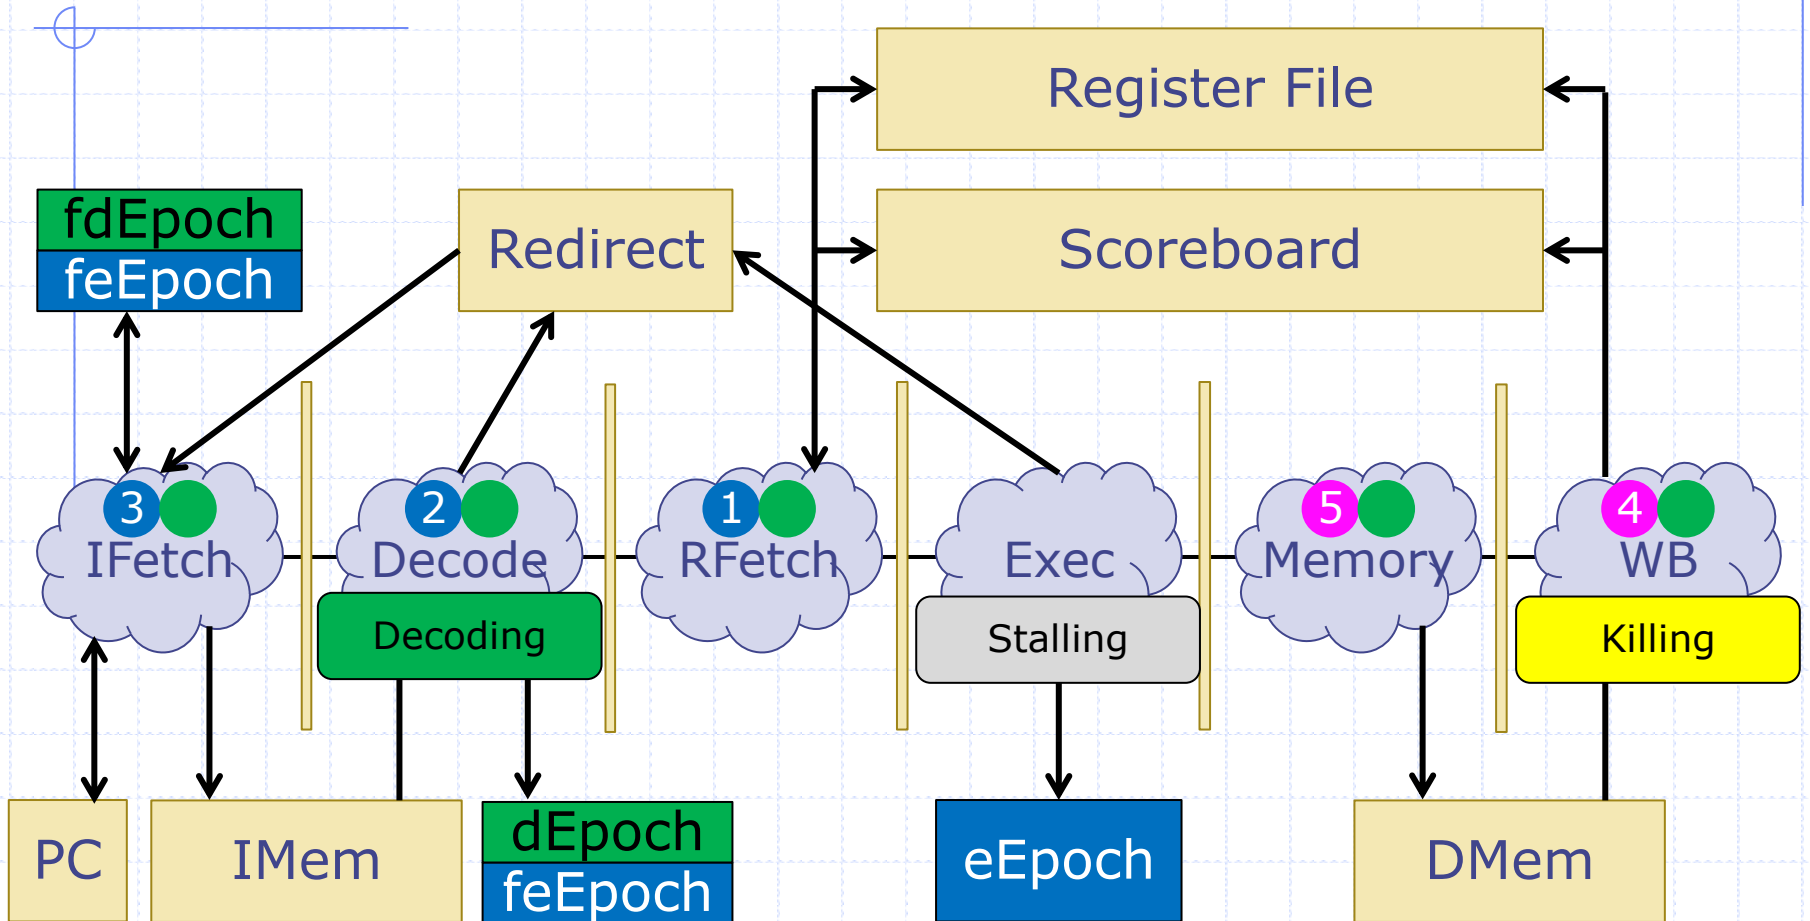 Register File
fdEpoch
feEpoch
Redirect
Scoreboard
3
2
1
5
4
IFetch
Decode
RFetch
Exec
Memory
WB
Decoding
Stalling
Killing
PC
IMem
dEpoch
feEpoch
eEpoch
DMem